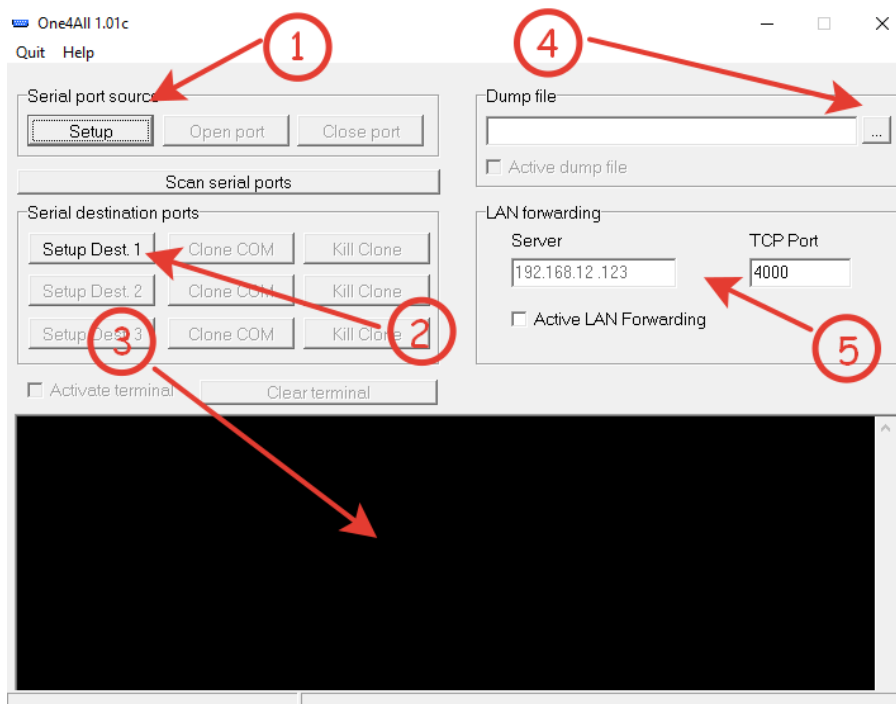 One4All 1.01c
Quit Help
1
4
Serial port source
Setup Open port Close port
Scan serial ports
Serial destination ports
Setup Dest. 1 Clone COM Kill Clone
Setup Dest. 2 Clone COM Kill Clone
Setup Dest. 3 Clone COM Kill Clone
3
2
Activate terminal Clear terminal
Dump file
...
Active dump file
LAN forwarding
Server TCP Port
192.168.12 .123 4000
Active LAN Forwarding
5